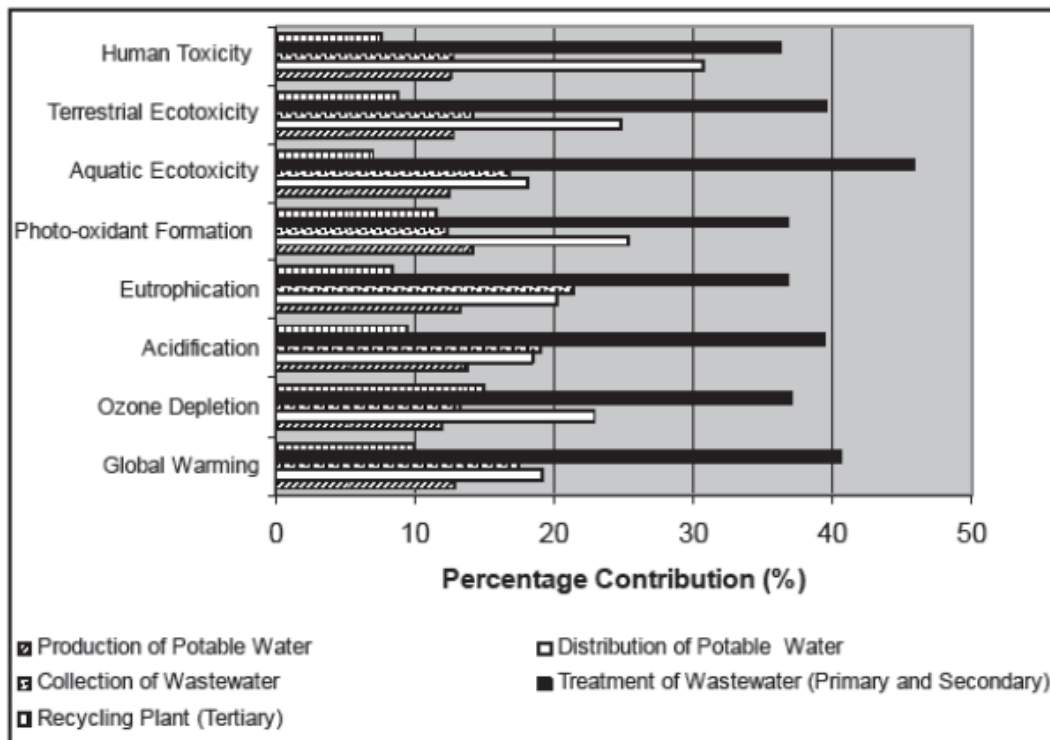 Human Toxicity
Terrestrial Ecotoxicity
Aquatic Ecotoxicity
Photo-oxidant Formation
Eutrophication
Acidification
Ozone Depletion
Global Warming
0 10 20 30 40 50
Percentage Contribution (%)
Production of Potable Water Distribution of Potable Water
Collection of Wastewater Treatment of Wastewater (Primary and Secondary)
Recycling Plant (Tertiary)